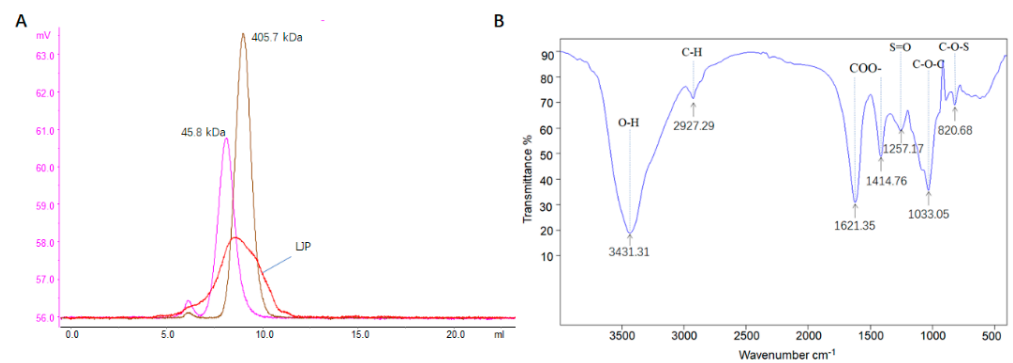 A
mV
63.0
62.0
61.0
60.0
59.0
58.0
57.0
56.0
405.7 kDa
45.8 kDa
LJP
0.0 5.0 10.0 15.0 20.0 ml
B
Transmittance %
90
80
70
60
50
40
30
20
10
O-H
C-H
COO-
S=O
C-O-C
C-O-S
3431.31
2927.29
1621.35
1414.76
1257.17
1033.05
820.68
3500 3000 2500 2000 1500 1000 500
Wavenumber cm-1